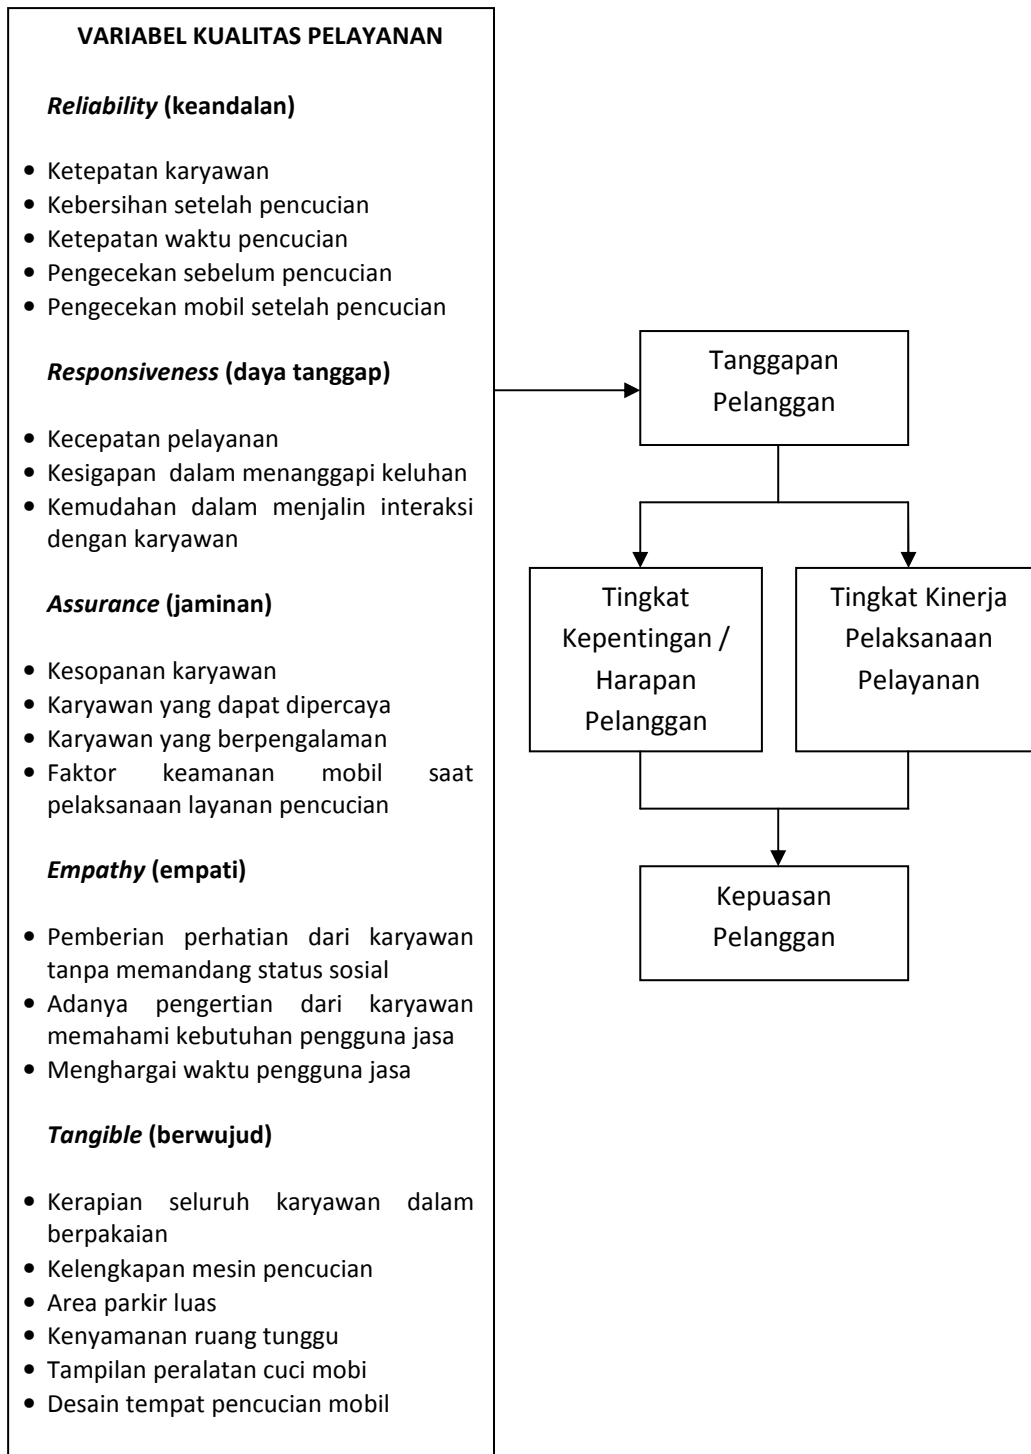 VARIABEL KUALITAS PELAYANAN
Reliability (keandalan)
• Ketepatan karyawan
• Kebersihan setelah pencucian
• Ketepatan waktu pencucian
• Pengecekan sebelum pencucian
• Pengecekan mobil setelah pencucian
Responsiveness (daya tanggap)
• Kecepatan pelayanan
• Kesigapan dalam menanggapi keluhan
• Kemudahan dalam menjalin interaksi
dengan karyawan
Assurance (jaminan)
• Kesopanan karyawan
• Karyawan yang dapat dipercaya
• Karyawan yang berpengalaman
• Faktor keamanan mobil saat
pelaksanaan layanan pencucian
Empathy (empati)
• Pemberian perhatian dari karyawan
tanpa memandang status sosial
• Adanya pengertian dari karyawan
memahami kebutuhan pengguna jasa
• Menghargai waktu pengguna jasa
Tangible (berwujud)
• Kerapian seluruh karyawan dalam
berpakaian
• Kelengkapan mesin pencucian
• Area parkir luas
• Kenyamanan ruang tunggu
• Tampilan peralatan cuci mobi
• Desain tempat pencucian mobil
Tanggapan
Pelanggan
Tingkat
Kepentingan /
Harapan
Pelanggan
Tingkat Kinerja
Pelaksanaan
Pelayanan
Kepuasan
Pelanggan